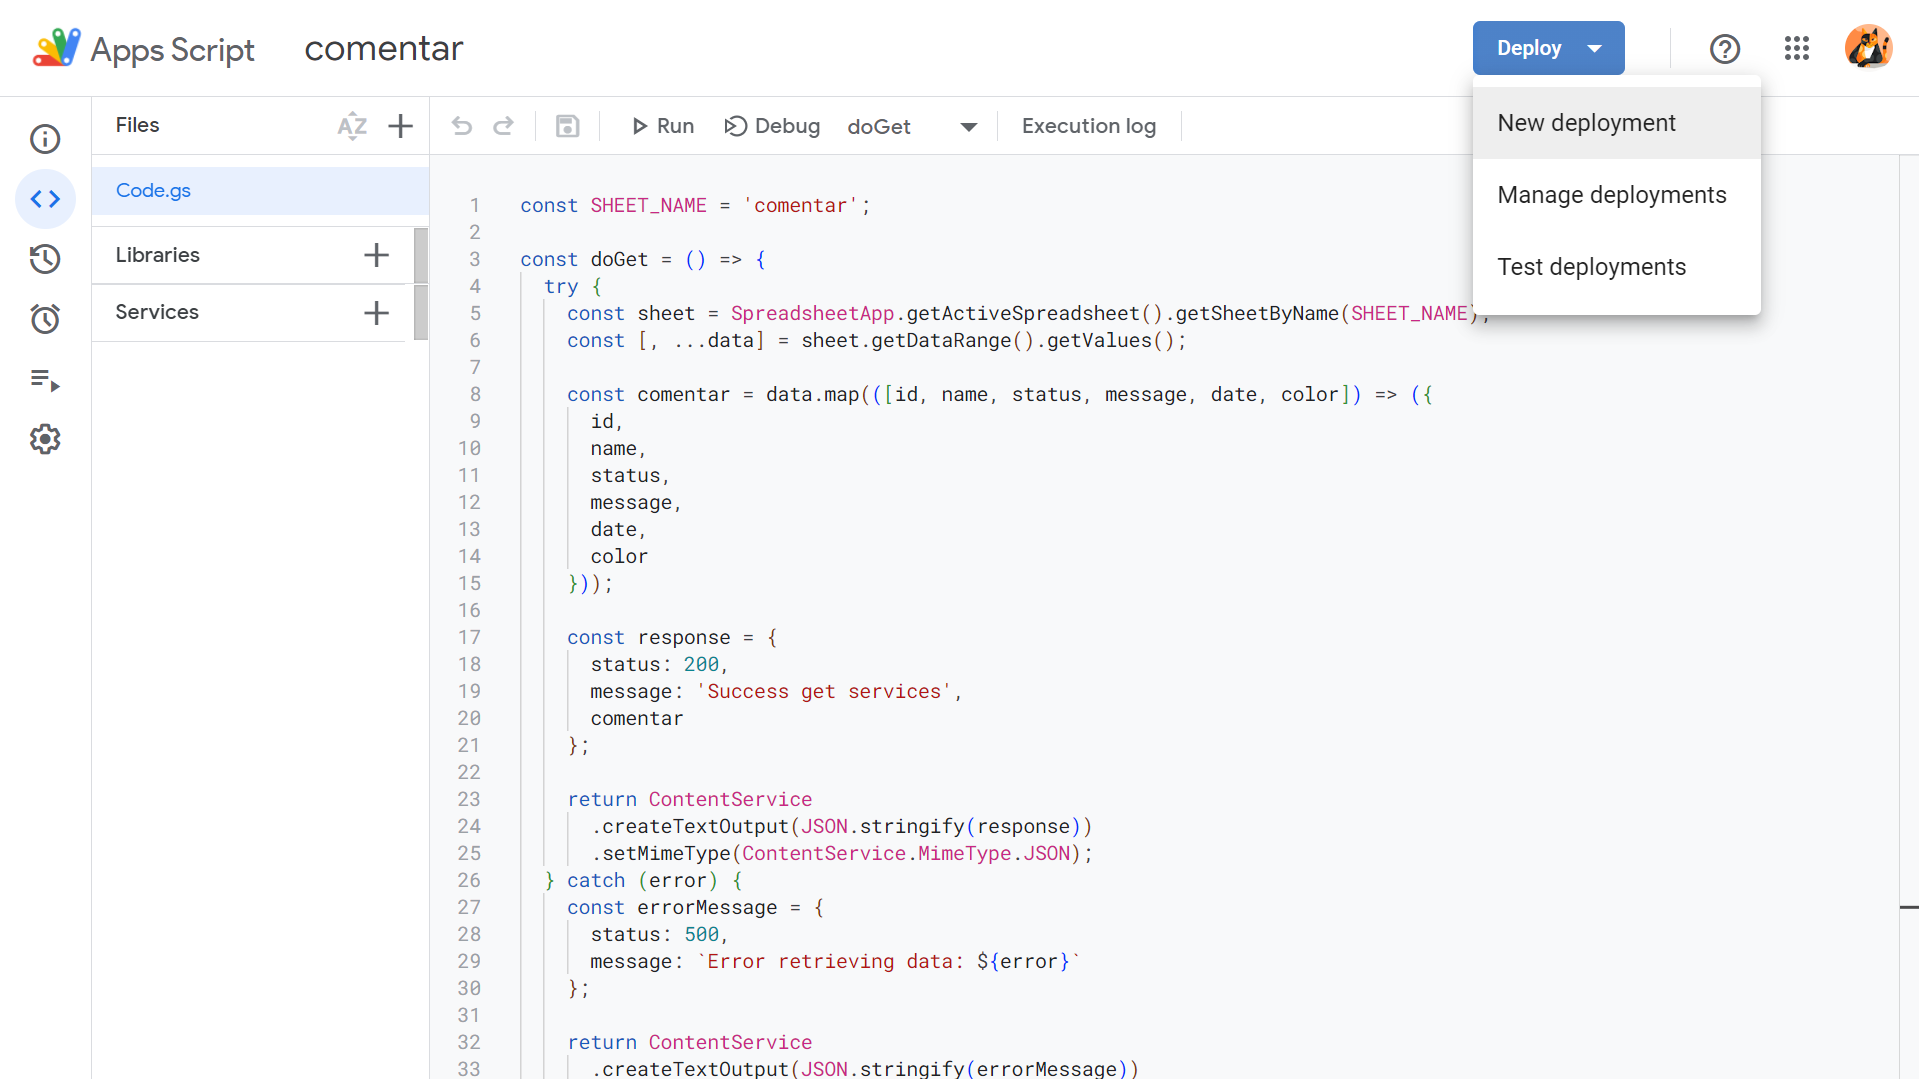 Apps Script
comentar
Deploy
New deployment
Manage deployments
Test deployments
Files
AZ
Run
Debug
doGet
Execution log
Code.gs
Libraries
Services
1 const SHEET_NAME = 'comentar';
2
3 const doGet = () => {
4 try {
5 const sheet = SpreadsheetApp.getActiveSpreadsheet().getSheetByName(SHEET_NAME);
6 const [, ...data] = sheet.getDataRange().getValues();
7
8 const comentar = data.map(([id, name, status, message, date, color]) => ({
9 id,
10 name,
11 status,
12 message,
13 date,
14 color
15 }));
16
17 const response = {
18 status: 200,
19 message: 'Success get services',
20 comentar
21 };
22
23 return ContentService
24 .createTextOutput(JSON.stringify(response))
25 .setMimeType(ContentService.MimeType.JSON);
26 } catch (error) {
27 const errorMessage = {
28 status: 500,
29 message: `Error retrieving data: ${error}`
30 };
31
32 return ContentService
33 .createTextOutput(JSON.stringify(errorMessage))